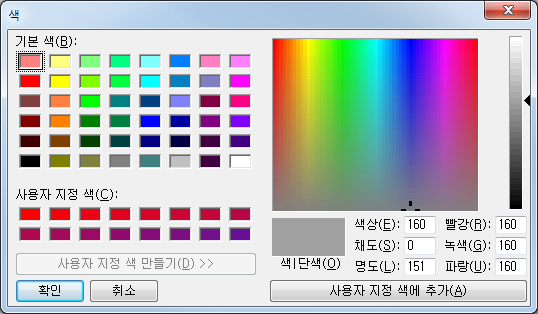 색
기본 색(B):
사용자 지정 색(C):
사용자 지정 색 만들기(D) >>
확인 취소
색|단색(O)
색상(E): 160 빨강(R): 160
채도(S): 0 녹색(G): 160
명도(L): 151 파랑(U): 160
사용자 지정 색에 추가(A)